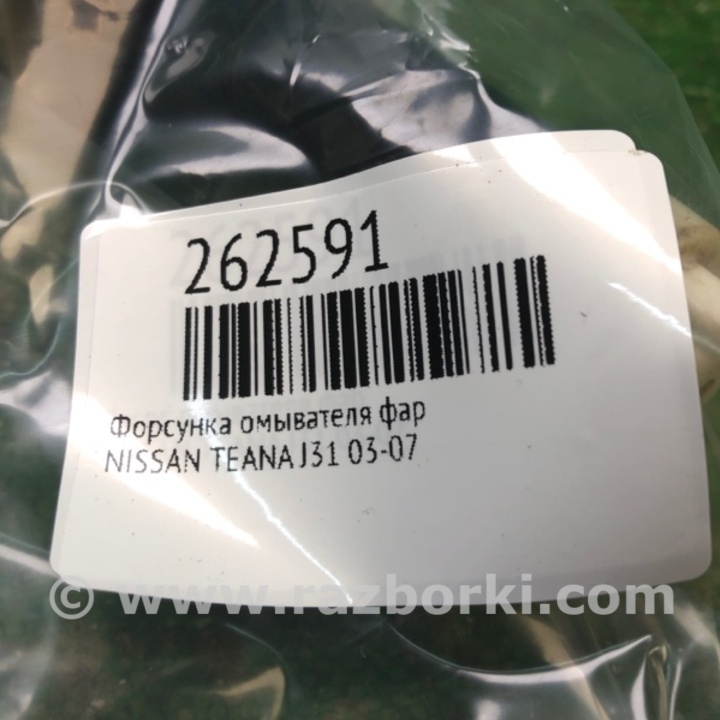 262591
Форсунка омывателя фар
NISSAN TEANA J31 03-07
© www.razborki.com